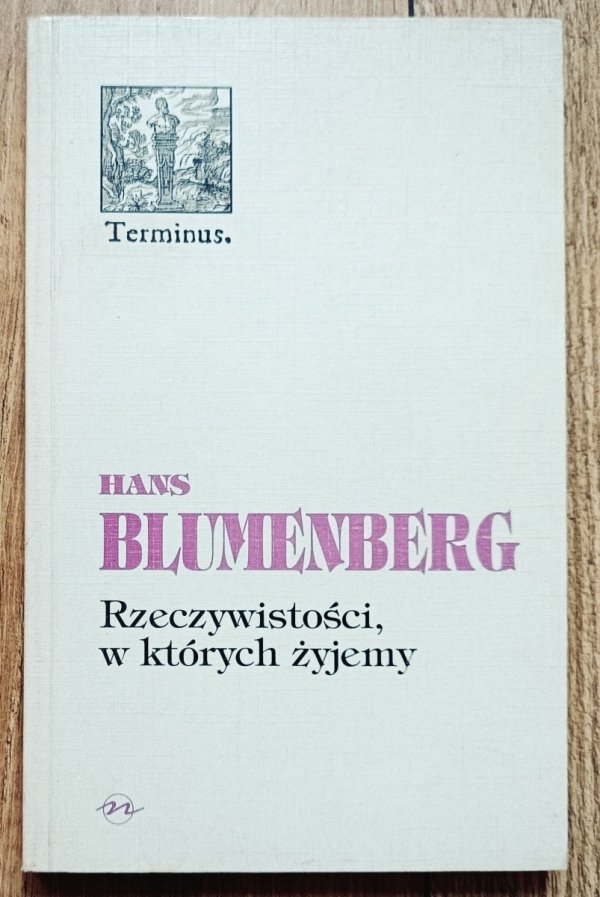 Terminus.
HANS
BLUMENBERG
Rzeczywistości,
w których żyjemy